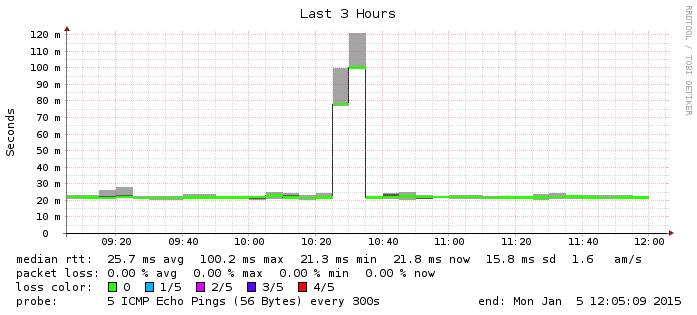 Last 3 Hours
RRDTOOL / TOBI OETIKER
Seconds
120 m
110 m
100 m
90 m
80 m
70 m
60 m
50 m
40 m
30 m
20 m
10 m
0
09:20 09:40 10:00 10:20 10:40 11:00 11:20 11:40 12:00
median rtt: 25.7 ms avg 100.2 ms max 21.3 ms min 21.8 ms now 15.8 ms sd 1.6 am/s
packet loss: 0.00 % avg 0.00 % max 0.00 % min 0.00 % now
loss color: 0 1/5 2/5 3/5 4/5
probe: 5 ICMP Echo Pings (56 Bytes) every 300s end: Mon Jan 5 12:05:09 2015